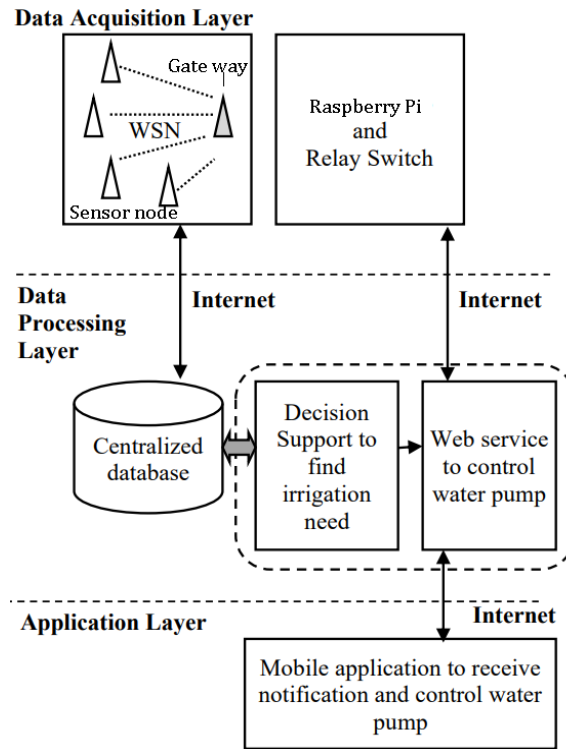 Data Acquisition Layer
Gate way
WSN
Sensor node
Raspberry Pi
and
Relay Switch
Internet
Internet
Data
Processing
Layer
Centralized
database
Decision
Support to
find
irrigation
need
Web service
to control
water pump
Internet
Application Layer
Mobile application to receive
notification and control water
pump